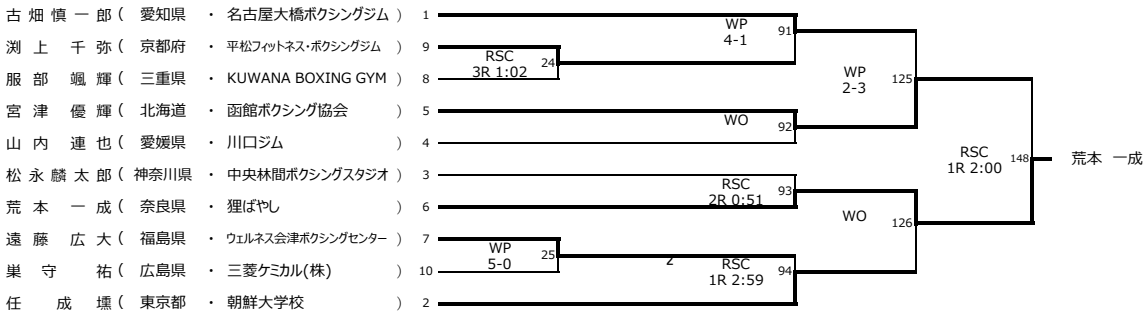 古畑慎一郎 ( 愛知県 ・ 名古屋大橋ボクシングジム ) 1
渕上 千弥 ( 京都府 ・ 平松フィットネス・ボクシングジム ) 9
服部 颯輝 ( 三重県 ・ KUWANA BOXING GYM ) 8
宮津 優輝 ( 北海道 ・ 函館ボクシング協会 ) 5
山内 連也 ( 愛媛県 ・ 川口ジム ) 4
松永麟太郎 ( 神奈川県 ・ 中央林間ボクシングスタジオ ) 3
荒本 一成 ( 奈良県 ・ 狸ばやし ) 6
遠藤 広大 ( 福島県 ・ ウェルネス会津ボクシングセンター ) 7
巣守 祐 ( 広島県 ・ 三菱ケミカル(株) ) 10
任 成壎 ( 東京都 ・ 朝鮮大学校 ) 2
RSC
3R 1:02
24
WP
5-0
25
2
WP
4-1
91
WO
92
RSC
2R 0:51
93
RSC
1R 2:59
94
WP
2-3
125
WO
126
RSC
1R 2:00
148
荒本 一成